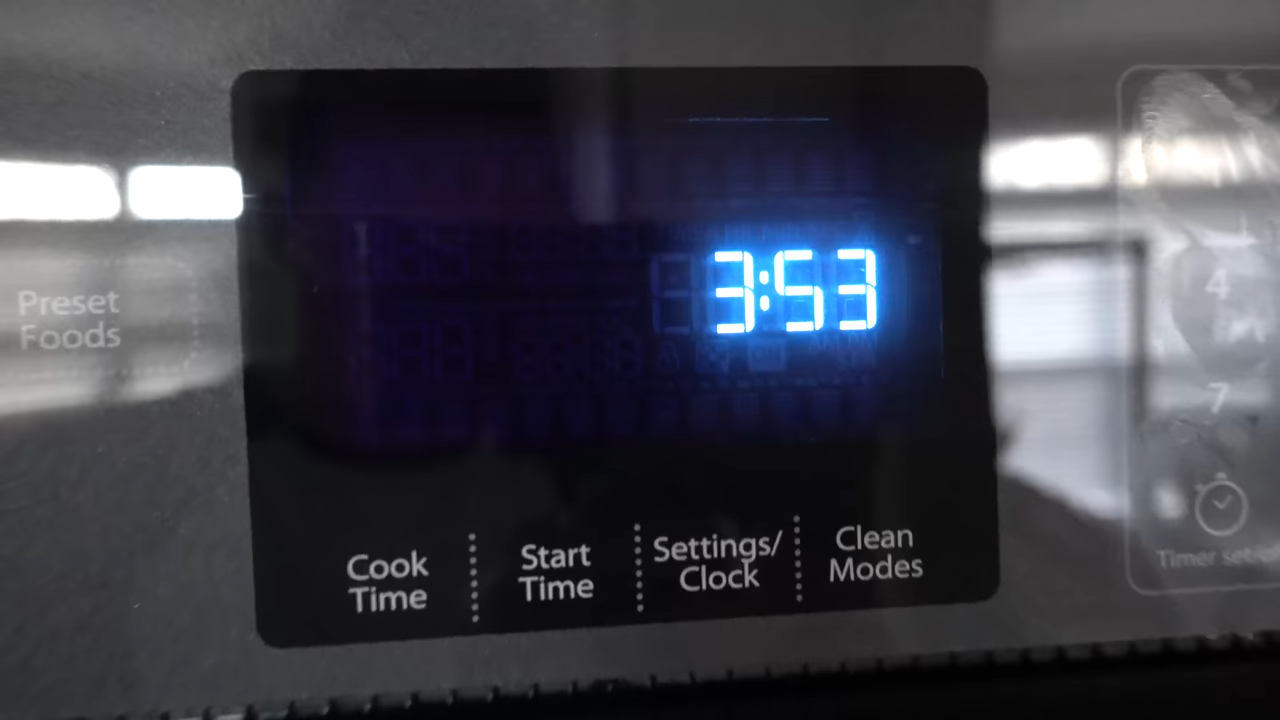 3:53
Preset
Foods
4
7
Cook
Time
Start
Time
Settings/
Clock
Clean
Modes
Timer set